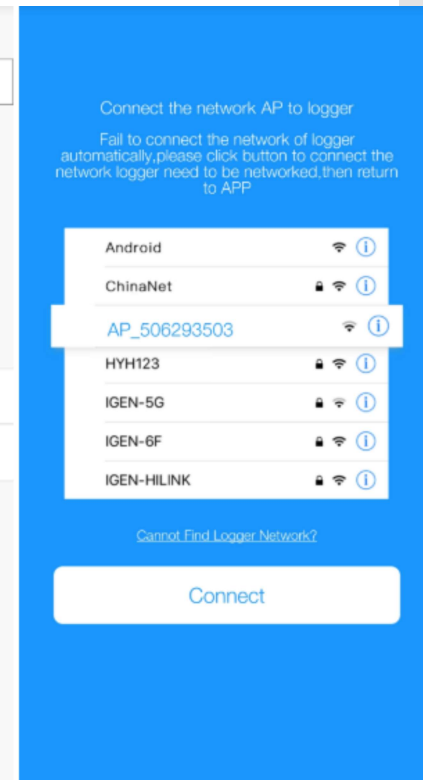 Connect the network AP to logger
Fail to connect the network of logger
automatically,please click button to connect the
network logger need to be networked,then return
to APP
Android
ChinaNet
AP_506293503
HYH123
IGEN-5G
IGEN-6F
IGEN-HILINK
Cannot Find Logger Network?
Connect